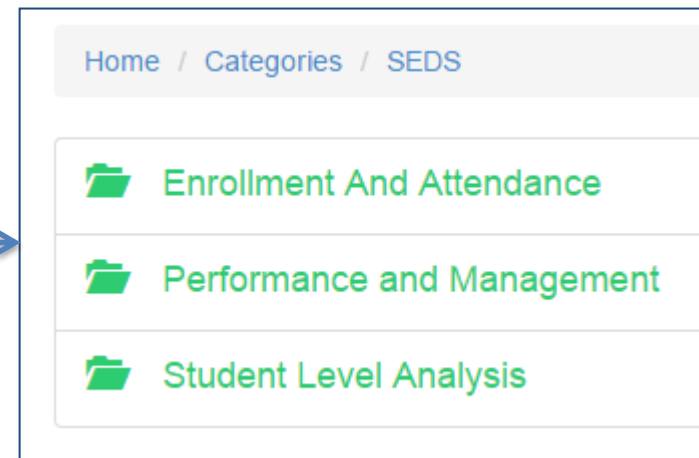 Home / Categories / SEDS
Enrollment And Attendance
Performance and Management
Student Level Analysis